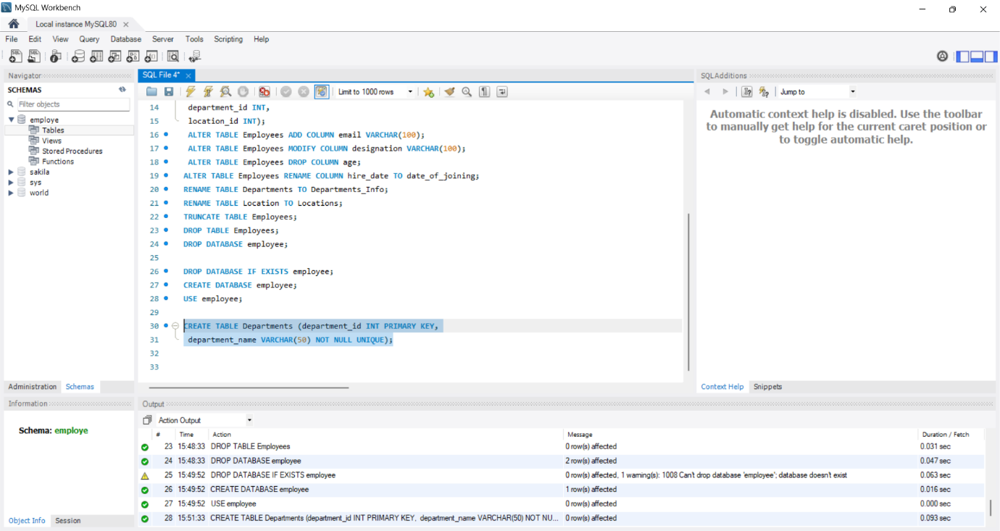 MySQL Workbench
Local instance MySQL80
File Edit View Query Database Server Tools Scripting Help
Navigator
SCHEMAS
Filter objects
employe
Tables
Views
Stored Procedures
Functions
sakila
sys
world
Administration Schemas
Information
Schema: employe
Object Info Session
SQL File 4*
Limit to 1000 rows
14 department_id INT,
15 location_id INT);
16 ALTER TABLE Employees ADD COLUMN email VARCHAR(100);
17 ALTER TABLE Employees MODIFY COLUMN designation VARCHAR(100);
18 ALTER TABLE Employees DROP COLUMN age;
19 ALTER TABLE Employees RENAME COLUMN hire_date TO date_of_joining;
20 RENAME TABLE Departments TO Departments_Info;
21 RENAME TABLE Location TO Locations;
22 TRUNCATE TABLE Employees;
23 DROP TABLE Employees;
24 DROP DATABASE employee;
25
26 DROP DATABASE IF EXISTS employee;
27 CREATE DATABASE employee;
28 USE employee;
29
30 CREATE TABLE Departments (department_id INT PRIMARY KEY,
31 department_name VARCHAR(50) NOT NULL UNIQUE);
32
33
SQLAdditions
Jump to
Automatic context help is disabled. Use the toolbar
to manually get help for the current caret position or
to toggle automatic help.
Context Help Snippets
Output
Action Output
# Time Action Message Duration / Fetch
23 15:48:33 DROP TABLE Employees 0 row(s) affected 0.031 sec
24 15:48:33 DROP DATABASE employee 2 row(s) affected 0.047 sec
25 15:49:52 DROP DATABASE IF EXISTS employee 0 row(s) affected, 1 warning(s): 1008 Can't drop database 'employee'; database doesn't exist 0.063 sec
26 15:49:52 CREATE DATABASE employee 1 row(s) affected 0.016 sec
27 15:49:52 USE employee 0 row(s) affected 0.000 sec
28 15:51:33 CREATE TABLE Departments (department_id INT PRIMARY KEY, department_name VARCHAR(50) NOT NU... 0 row(s) affected 0.093 sec